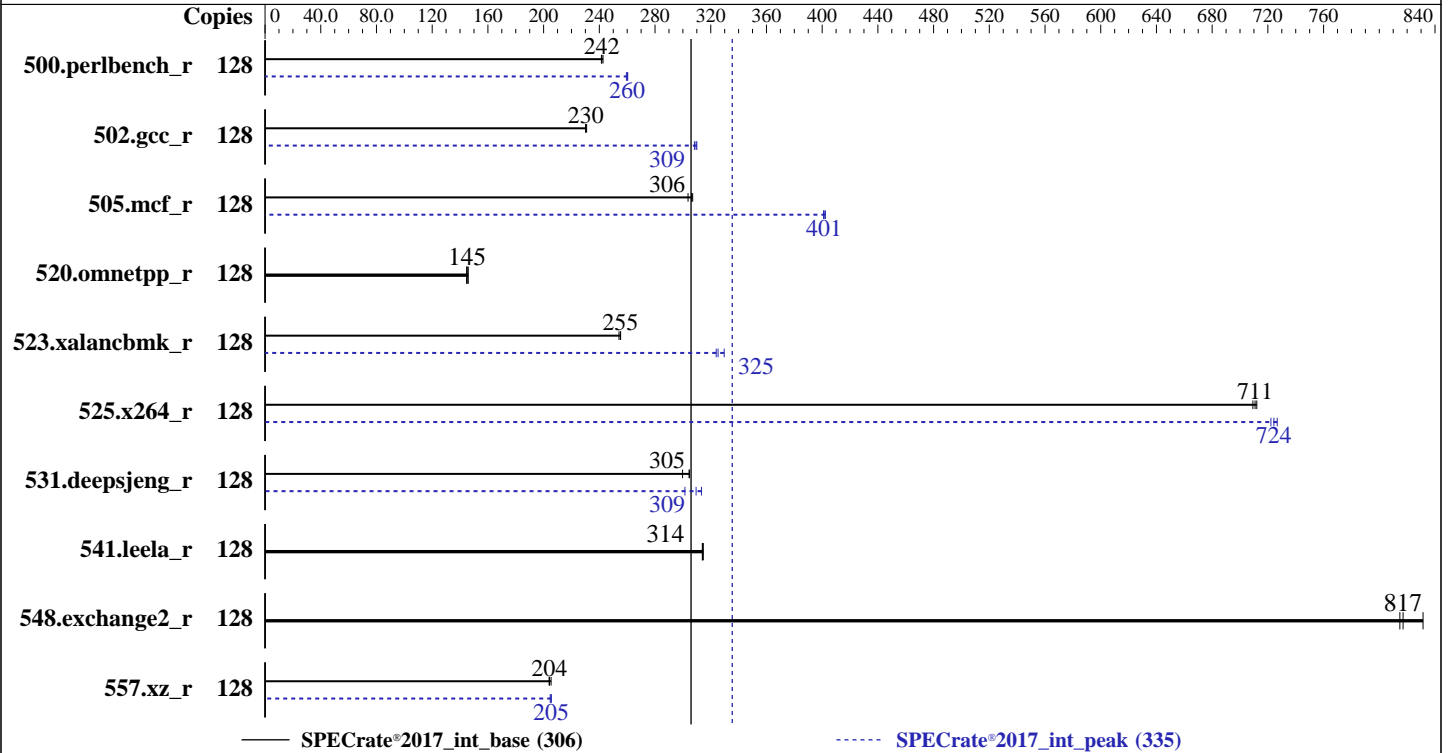 Copies 0 40.0 80.0 120 160 200 240 280 320 360 400 440 480 520 560 600 640 680 720 760 840
500.perlbench_r 128 242
260
502.gcc_r 128 230
309
505.mcf_r 128 306
401
520.omnetpp_r 128 145
523.xalancbmk_r 128 255
325
525.x264_r 128 711
724
531.deepsjeng_r 128 305
309
541.leela_r 128 314
548.exchange2_r 128 817
557.xz_r 128 204
205
SPECrate®2017_int_base (306) SPECrate®2017_int_peak (335)